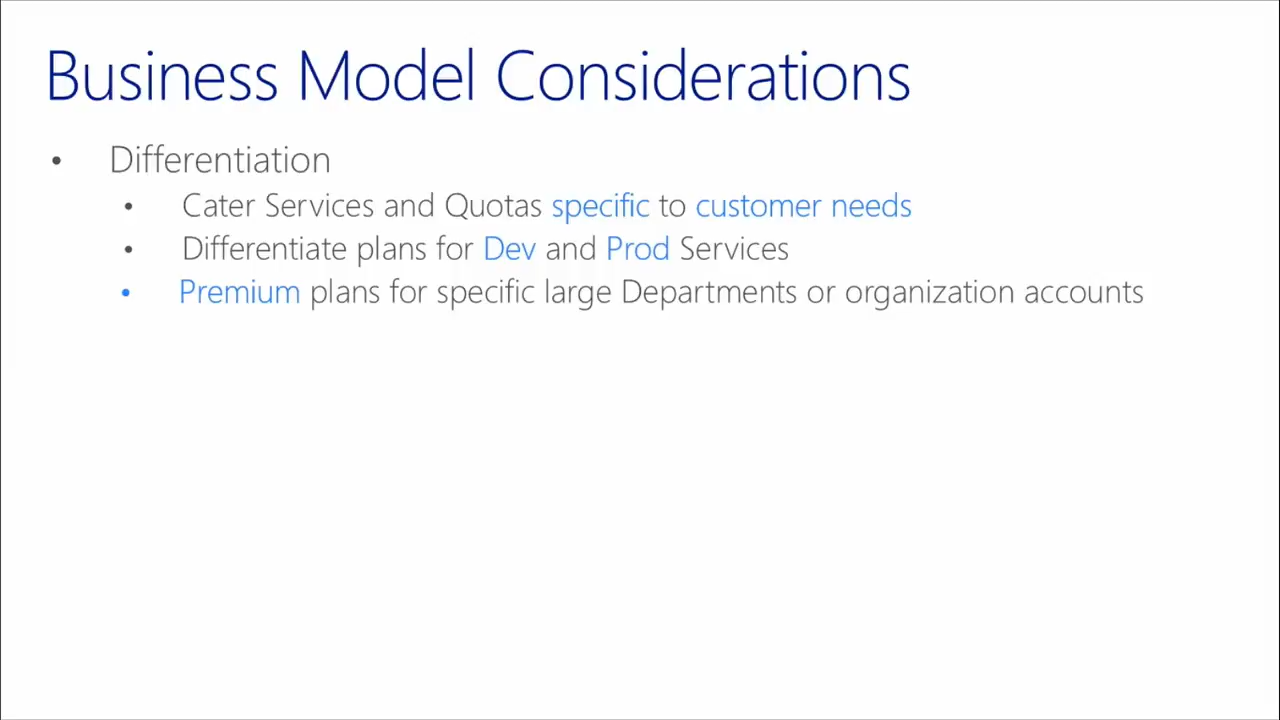 Business Model Considerations
• Differentiation
• Cater Services and Quotas specific to customer needs
• Differentiate plans for Dev and Prod Services
• Premium plans for specific large Departments or organization accounts